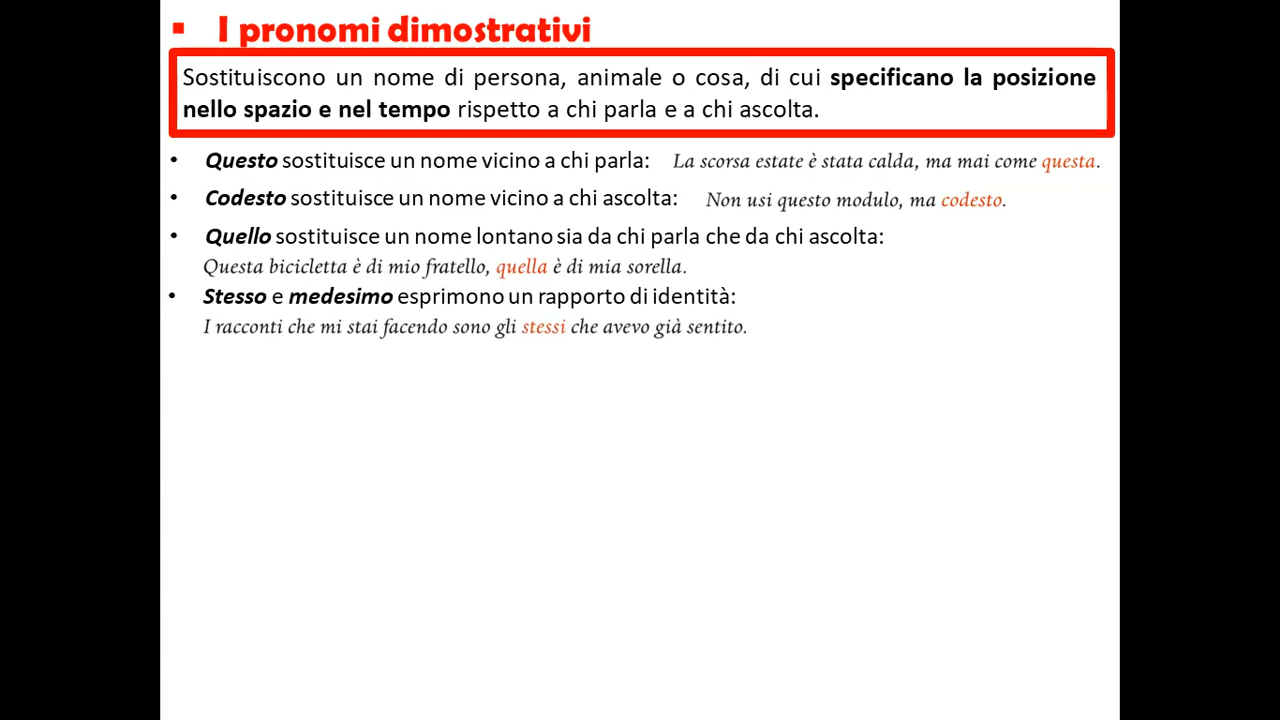 ▪ I pronomi dimostrativi
Sostituiscono un nome di persona, animale o cosa, di cui specificano la posizione
nello spazio e nel tempo rispetto a chi parla e a chi ascolta.
• Questo sostituisce un nome vicino a chi parla: La scorsa estate è stata calda, ma mai come questa.
• Codesto sostituisce un nome vicino a chi ascolta: Non usi questo modulo, ma codesto.
• Quello sostituisce un nome lontano sia da chi parla che da chi ascolta:
Questa bicicletta è di mio fratello, quella è di mia sorella.
• Stesso e medesimo esprimono un rapporto di identità:
I racconti che mi stai facendo sono gli stessi che avevo già sentito.